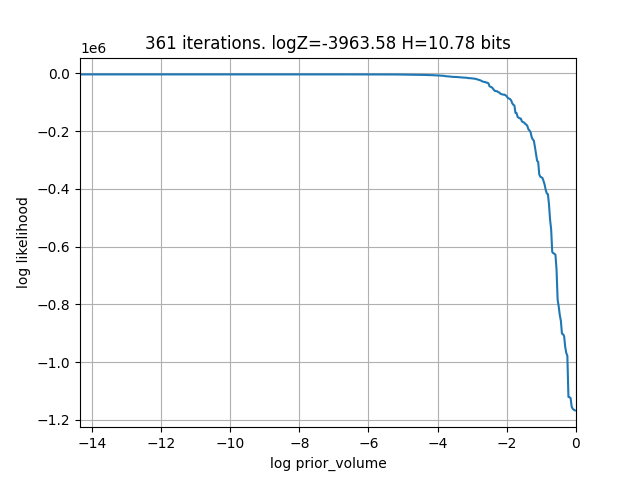 361 iterations. logZ=-3963.58 H=10.78 bits
1e6
0.0
−0.2
−0.4
−0.6
−0.8
−1.0
−1.2
log likelihood
−14 −12 −10 −8 −6 −4 −2 0
log prior_volume